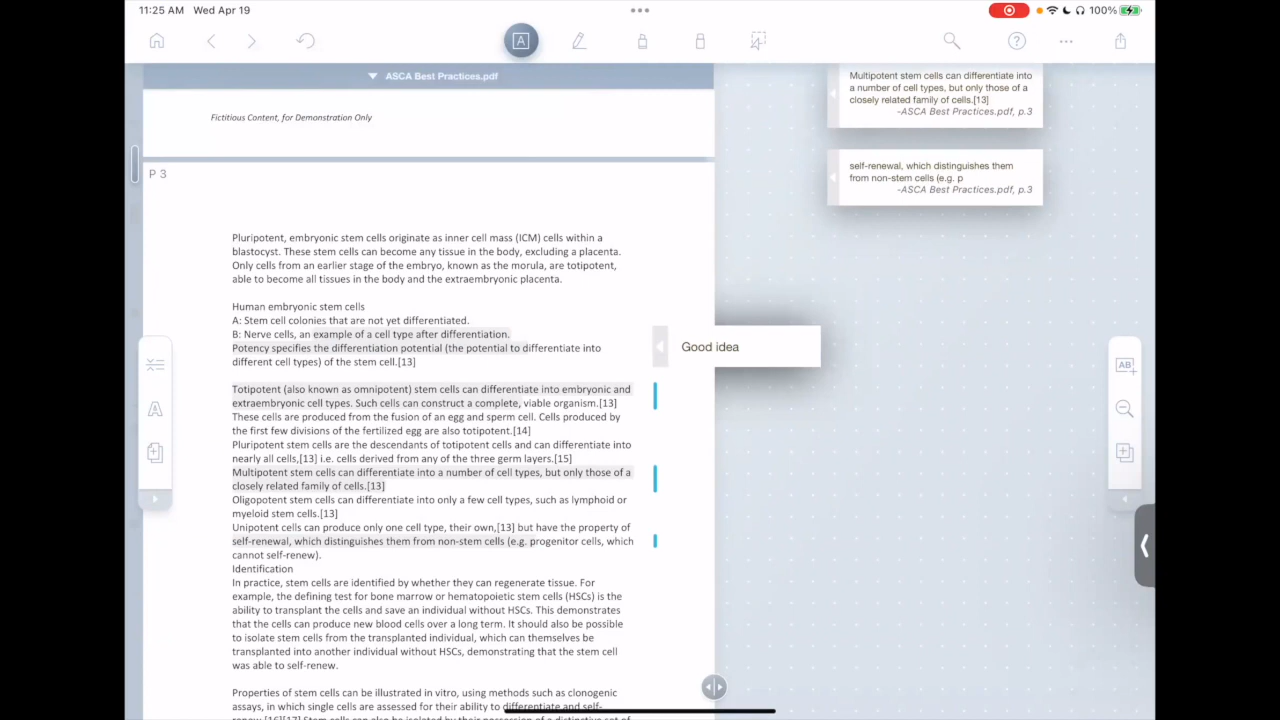 11:25 AM Wed Apr 19
100%
ASCA Best Practices.pdf
Fictitious Content, for Demonstration Only
P 3
Pluripotent, embryonic stem cells originate as inner cell mass (ICM) cells within a
blastocyst. These stem cells can become any tissue in the body, excluding a placenta.
Only cells from an earlier stage of the embryo, known as the morula, are totipotent,
able to become all tissues in the body and the extraembryonic placenta.
Human embryonic stem cells
A: Stem cell colonies that are not yet differentiated.
B: Nerve cells, an example of a cell type after differentiation.
Potency specifies the differentiation potential (the potential to differentiate into
different cell types) of the stem cell.[13]
Totipotent (also known as omnipotent) stem cells can differentiate into embryonic and
extraembryonic cell types. Such cells can construct a complete, viable organism.[13]
These cells are produced from the fusion of an egg and sperm cell. Cells produced by
the first few divisions of the fertilized egg are also totipotent.[14]
Pluripotent stem cells are the descendants of totipotent cells and can differentiate into
nearly all cells,[13] i.e. cells derived from any of the three germ layers.[15]
Multipotent stem cells can differentiate into a number of cell types, but only those of a
closely related family of cells.[13]
Oligopotent stem cells can differentiate into only a few cell types, such as lymphoid or
myeloid stem cells.[13]
Unipotent cells can produce only one cell type, their own,[13] but have the property of
self-renewal, which distinguishes them from non-stem cells (e.g. progenitor cells, which
cannot self-renew).
Identification
In practice, stem cells are identified by whether they can regenerate tissue. For
example, the defining test for bone marrow or hematopoietic stem cells (HSCs) is the
ability to transplant the cells and save an individual without HSCs. This demonstrates
that the cells can produce new blood cells over a long term. It should also be possible
to isolate stem cells from the transplanted individual, which can themselves be
transplanted into another individual without HSCs, demonstrating that the stem cell
was able to self-renew.
Properties of stem cells can be illustrated in vitro, using methods such as clonogenic
assays, in which single cells are assessed for their ability to differentiate and self-
renew.[16][17] Stem cells can also be isolated by their possession of a distinctive set of
Multipotent stem cells can differentiate into
a number of cell types, but only those of a
closely related family of cells.[13]
-ASCA Best Practices.pdf, p.3
self-renewal, which distinguishes them
from non-stem cells (e.g. p
-ASCA Best Practices.pdf, p.3
Good idea
A
A
AB